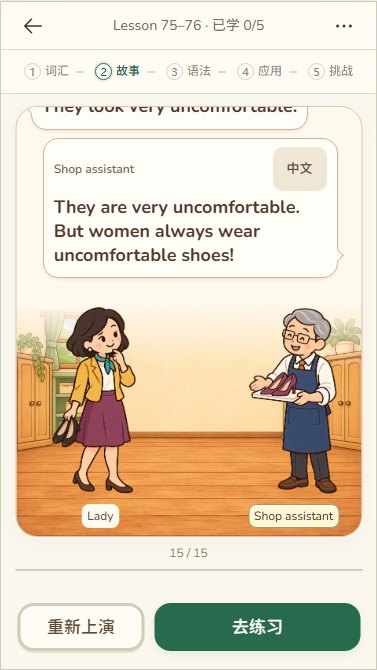 Lesson 75–76 · 已学 0/5
1 词汇 2 故事 3 语法 4 应用 5 挑战
They look very uncomfortable.
Shop assistant
中文
They are very uncomfortable.
But women always wear
uncomfortable shoes!
Lady
Shop assistant
15 / 15
重新上演
去练习